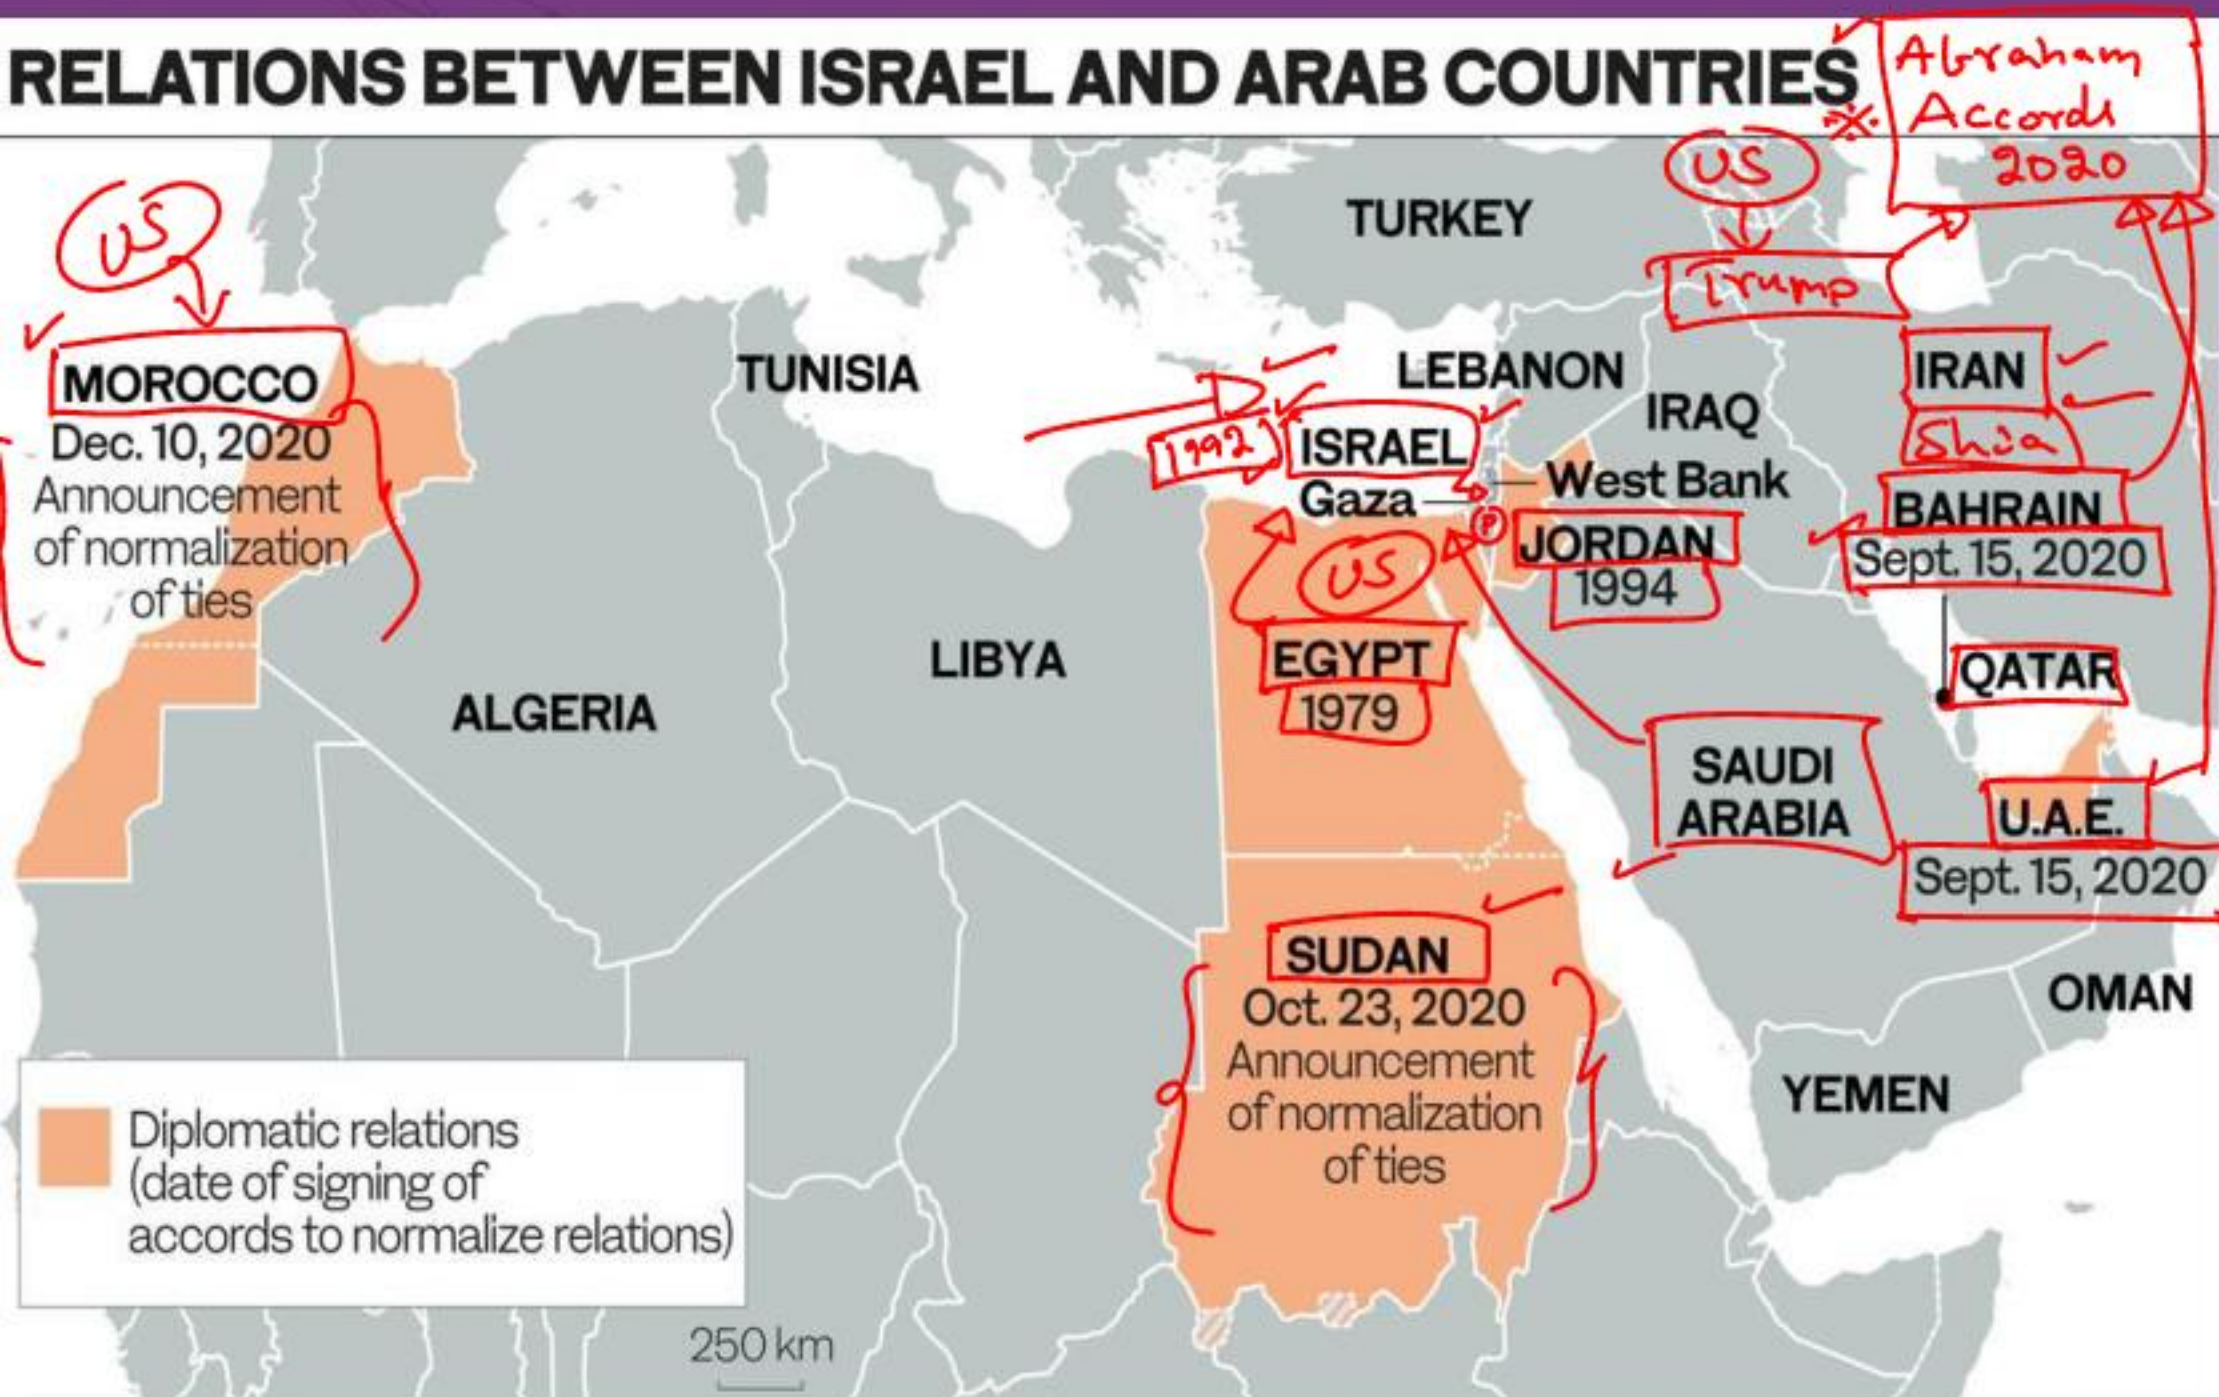 RELATIONS BETWEEN ISRAEL AND ARAB COUNTRIES
Abraham
Accords
2020
US
Trump
US
TURKEY
MOROCCO
Dec. 10, 2020
Announcement
of normalization
of ties
TUNISIA
LEBANON
IRAQ
IRAN
Shia
1992
ISRAEL
Gaza
West Bank
P
JORDAN
1994
BAHRAIN
Sept. 15, 2020
US
EGYPT
1979
LIBYA
ALGERIA
QATAR
SAUDI
ARABIA
U.A.E.
Sept. 15, 2020
SUDAN
Oct. 23, 2020
Announcement
of normalization
of ties
OMAN
YEMEN
Diplomatic relations
(date of signing of
accords to normalize relations)
250 km